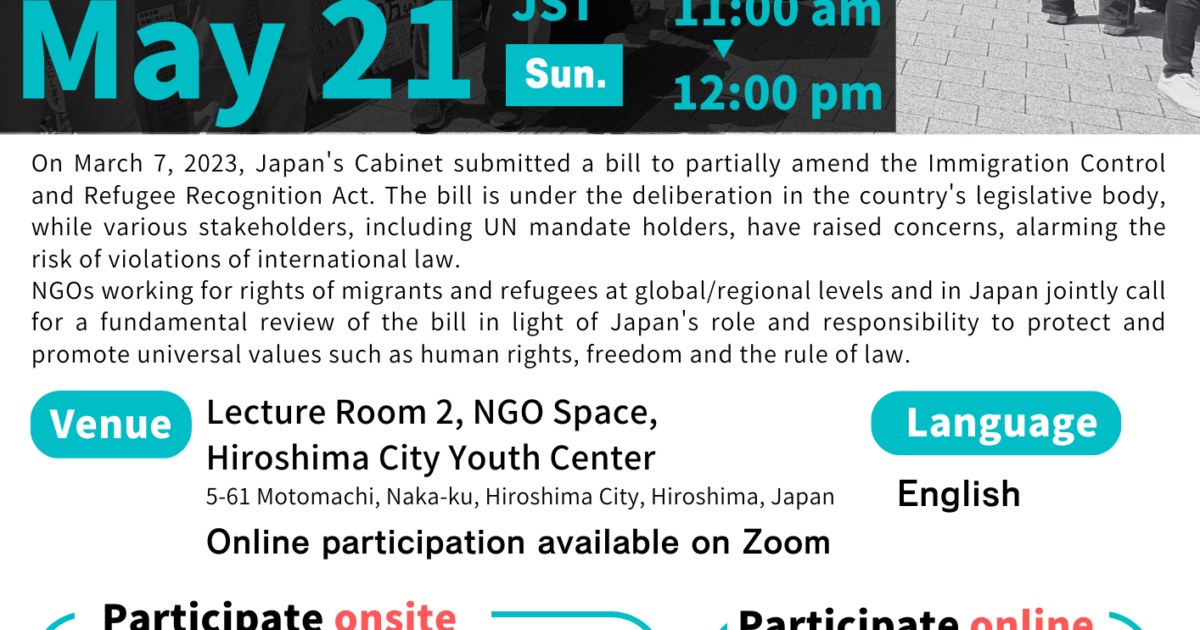 May 21
JST
Sun.
11:00 am
12:00 pm
On March 7, 2023, Japan's Cabinet submitted a bill to partially amend the Immigration Control
and Refugee Recognition Act. The bill is under the deliberation in the country's legislative body,
while various stakeholders, including UN mandate holders, have raised concerns, alarming the
risk of violations of international law.
NGOs working for rights of migrants and refugees at global/regional levels and in Japan jointly call
for a fundamental review of the bill in light of Japan's role and responsibility to protect and
promote universal values such as human rights, freedom and the rule of law.
Venue
Lecture Room 2, NGO Space,
Hiroshima City Youth Center
5-61 Motomachi, Naka-ku, Hiroshima City, Hiroshima, Japan
Online participation available on Zoom
Language
English
Participate onsite
Participate online